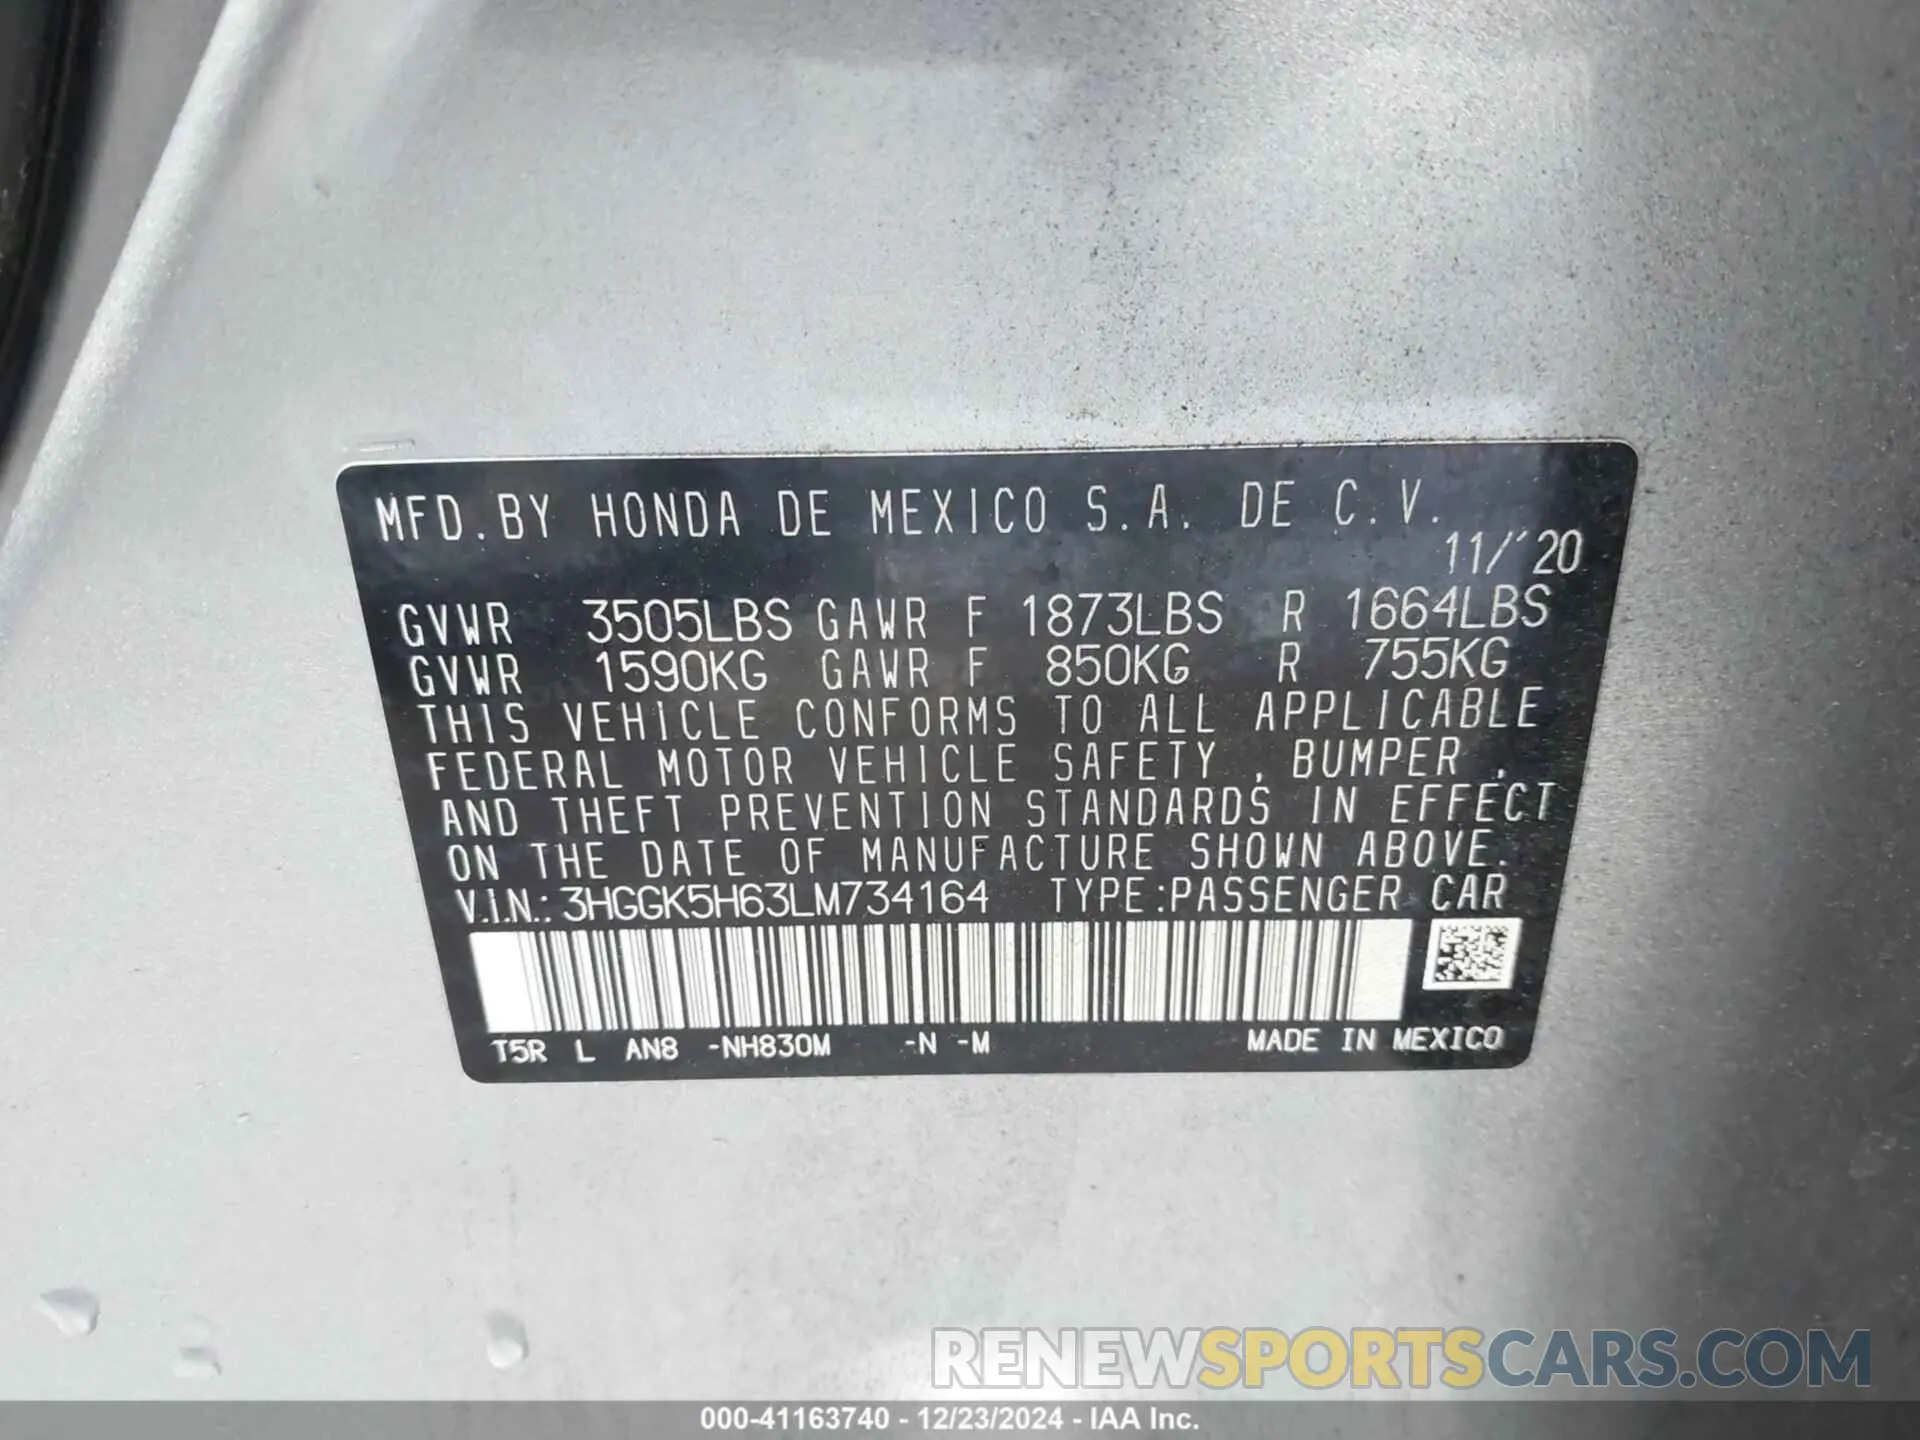 MFD.BY HONDA DE MEXICO S.A. DE C.V.
11/'20
GVWR 3505LBS GAWR F 1873LBS R 1664LBS
GVWR 1590KG GAWR F 850KG R 755KG
THIS VEHICLE CONFORMS TO ALL APPLICABLE
FEDERAL MOTOR VEHICLE SAFETY , BUMPER ,
AND THEFT PREVENTION STANDARDS IN EFFECT
ON THE DATE OF MANUFACTURE SHOWN ABOVE.
V.I.N.: 3HGGK5H63LM734164 TYPE:PASSENGER CAR
T5R L AN8 -NH830M -N -M MADE IN MEXICO
RENEWSPORTSCARS.COM
000-41163740 - 12/23/2024 - IAA Inc.